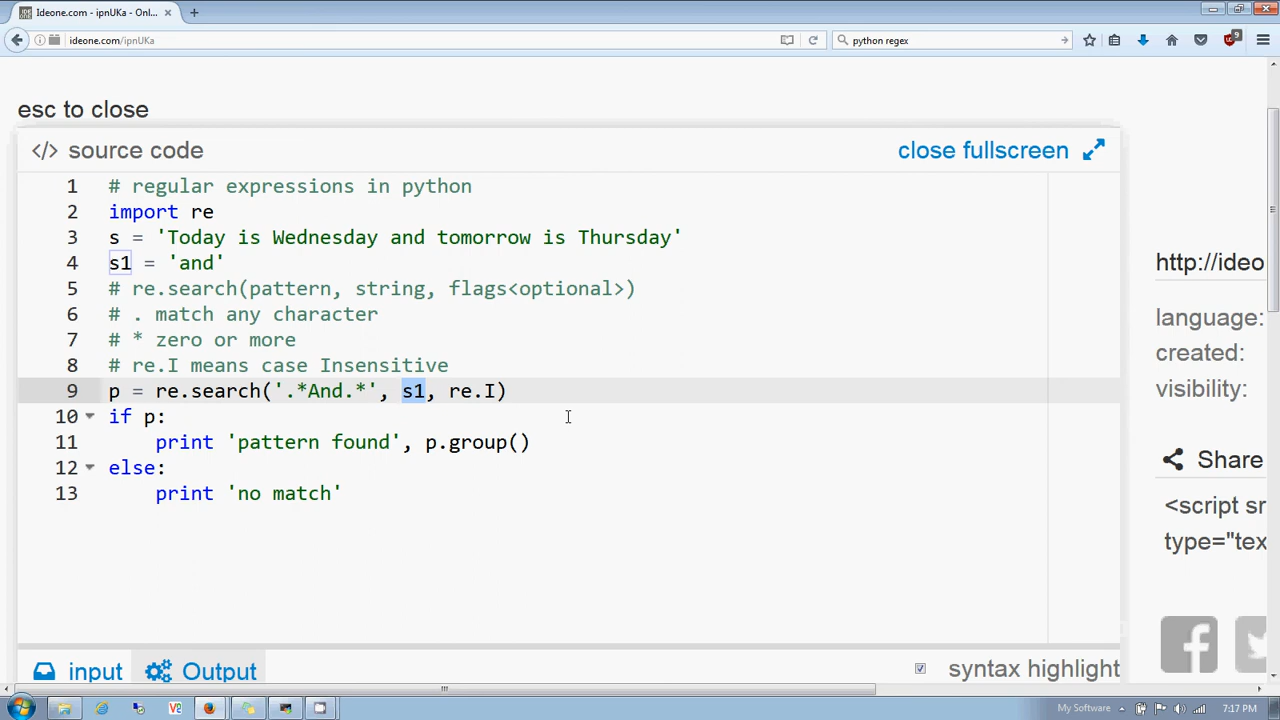 Ideone.com - ipnUKa - Onl...
ideone.com/ipnUKa
python regex
9
esc to close
</> source code
close fullscreen
1 # regular expressions in python
2 import re
3 s = 'Today is Wednesday and tomorrow is Thursday'
4 s1 = 'and'
5 # re.search(pattern, string, flags<optional>)
6 # . match any character
7 # * zero or more
8 # re.I means case Insensitive
9 p = re.search('.*And.*', s1, re.I)
10 if p:
11 print 'pattern found', p.group()
12 else:
13 print 'no match'
http://ideo
language:
created:
visibility:
Share
<script sr
type="tex
input
Output
syntax highlight
My Software
7:17 PM